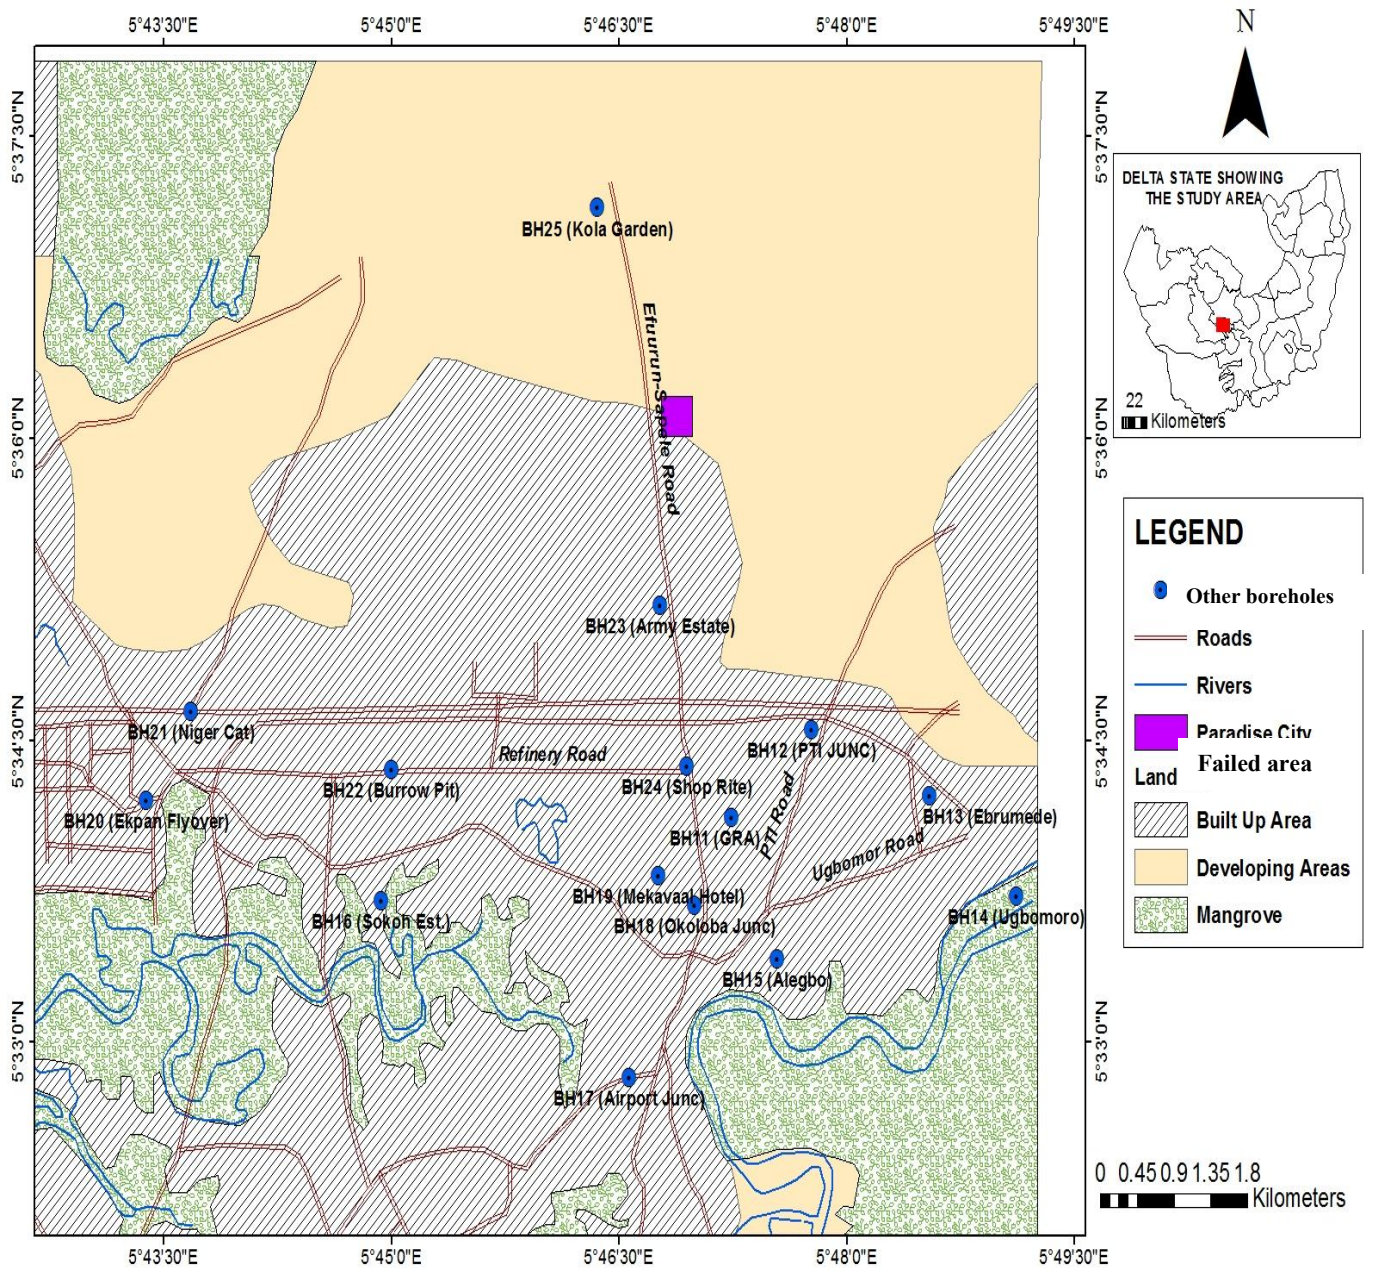 5°43'30"E 5°45'0"E 5°46'30"E 5°48'0"E 5°49'30"E
N
5°37'30"N
5°37'30"N
DELTA STATE SHOWING
THE STUDY AREA
22
Kilometers
BH25 (Kola Garden)
Efuurun-Sapele Road
5°36'0"N
5°36'0"N
LEGEND
Other boreholes
Roads
Rivers
Paradise City
Failed area
Land
Built Up Area
Developing Areas
Mangrove
BH23 (Army Estate)
5°34'30"N
5°34'30"N
BH21 (Niger Cat)
Refinery Road
BH12 (PTI JUNC)
BH22 (Burrow Pit)
BH24 (Shop Rite)
BH20 (Ekpan Flyover)
BH13 (Ebrumede)
BH11 (GRA)
PTI Road
Ugbomor Road
BH19 (Mekavaal Hotel)
BH16 (Sokoh Est.)
BH18 (Okoloba Junc)
BH14 (Ugbomoro)
BH15 (Alegbo)
5°33'0"N
5°33'0"N
BH17 (Airport Junc)
0 0.45 0.9 1.35 1.8
Kilometers
5°43'30"E 5°45'0"E 5°46'30"E 5°48'0"E 5°49'30"E